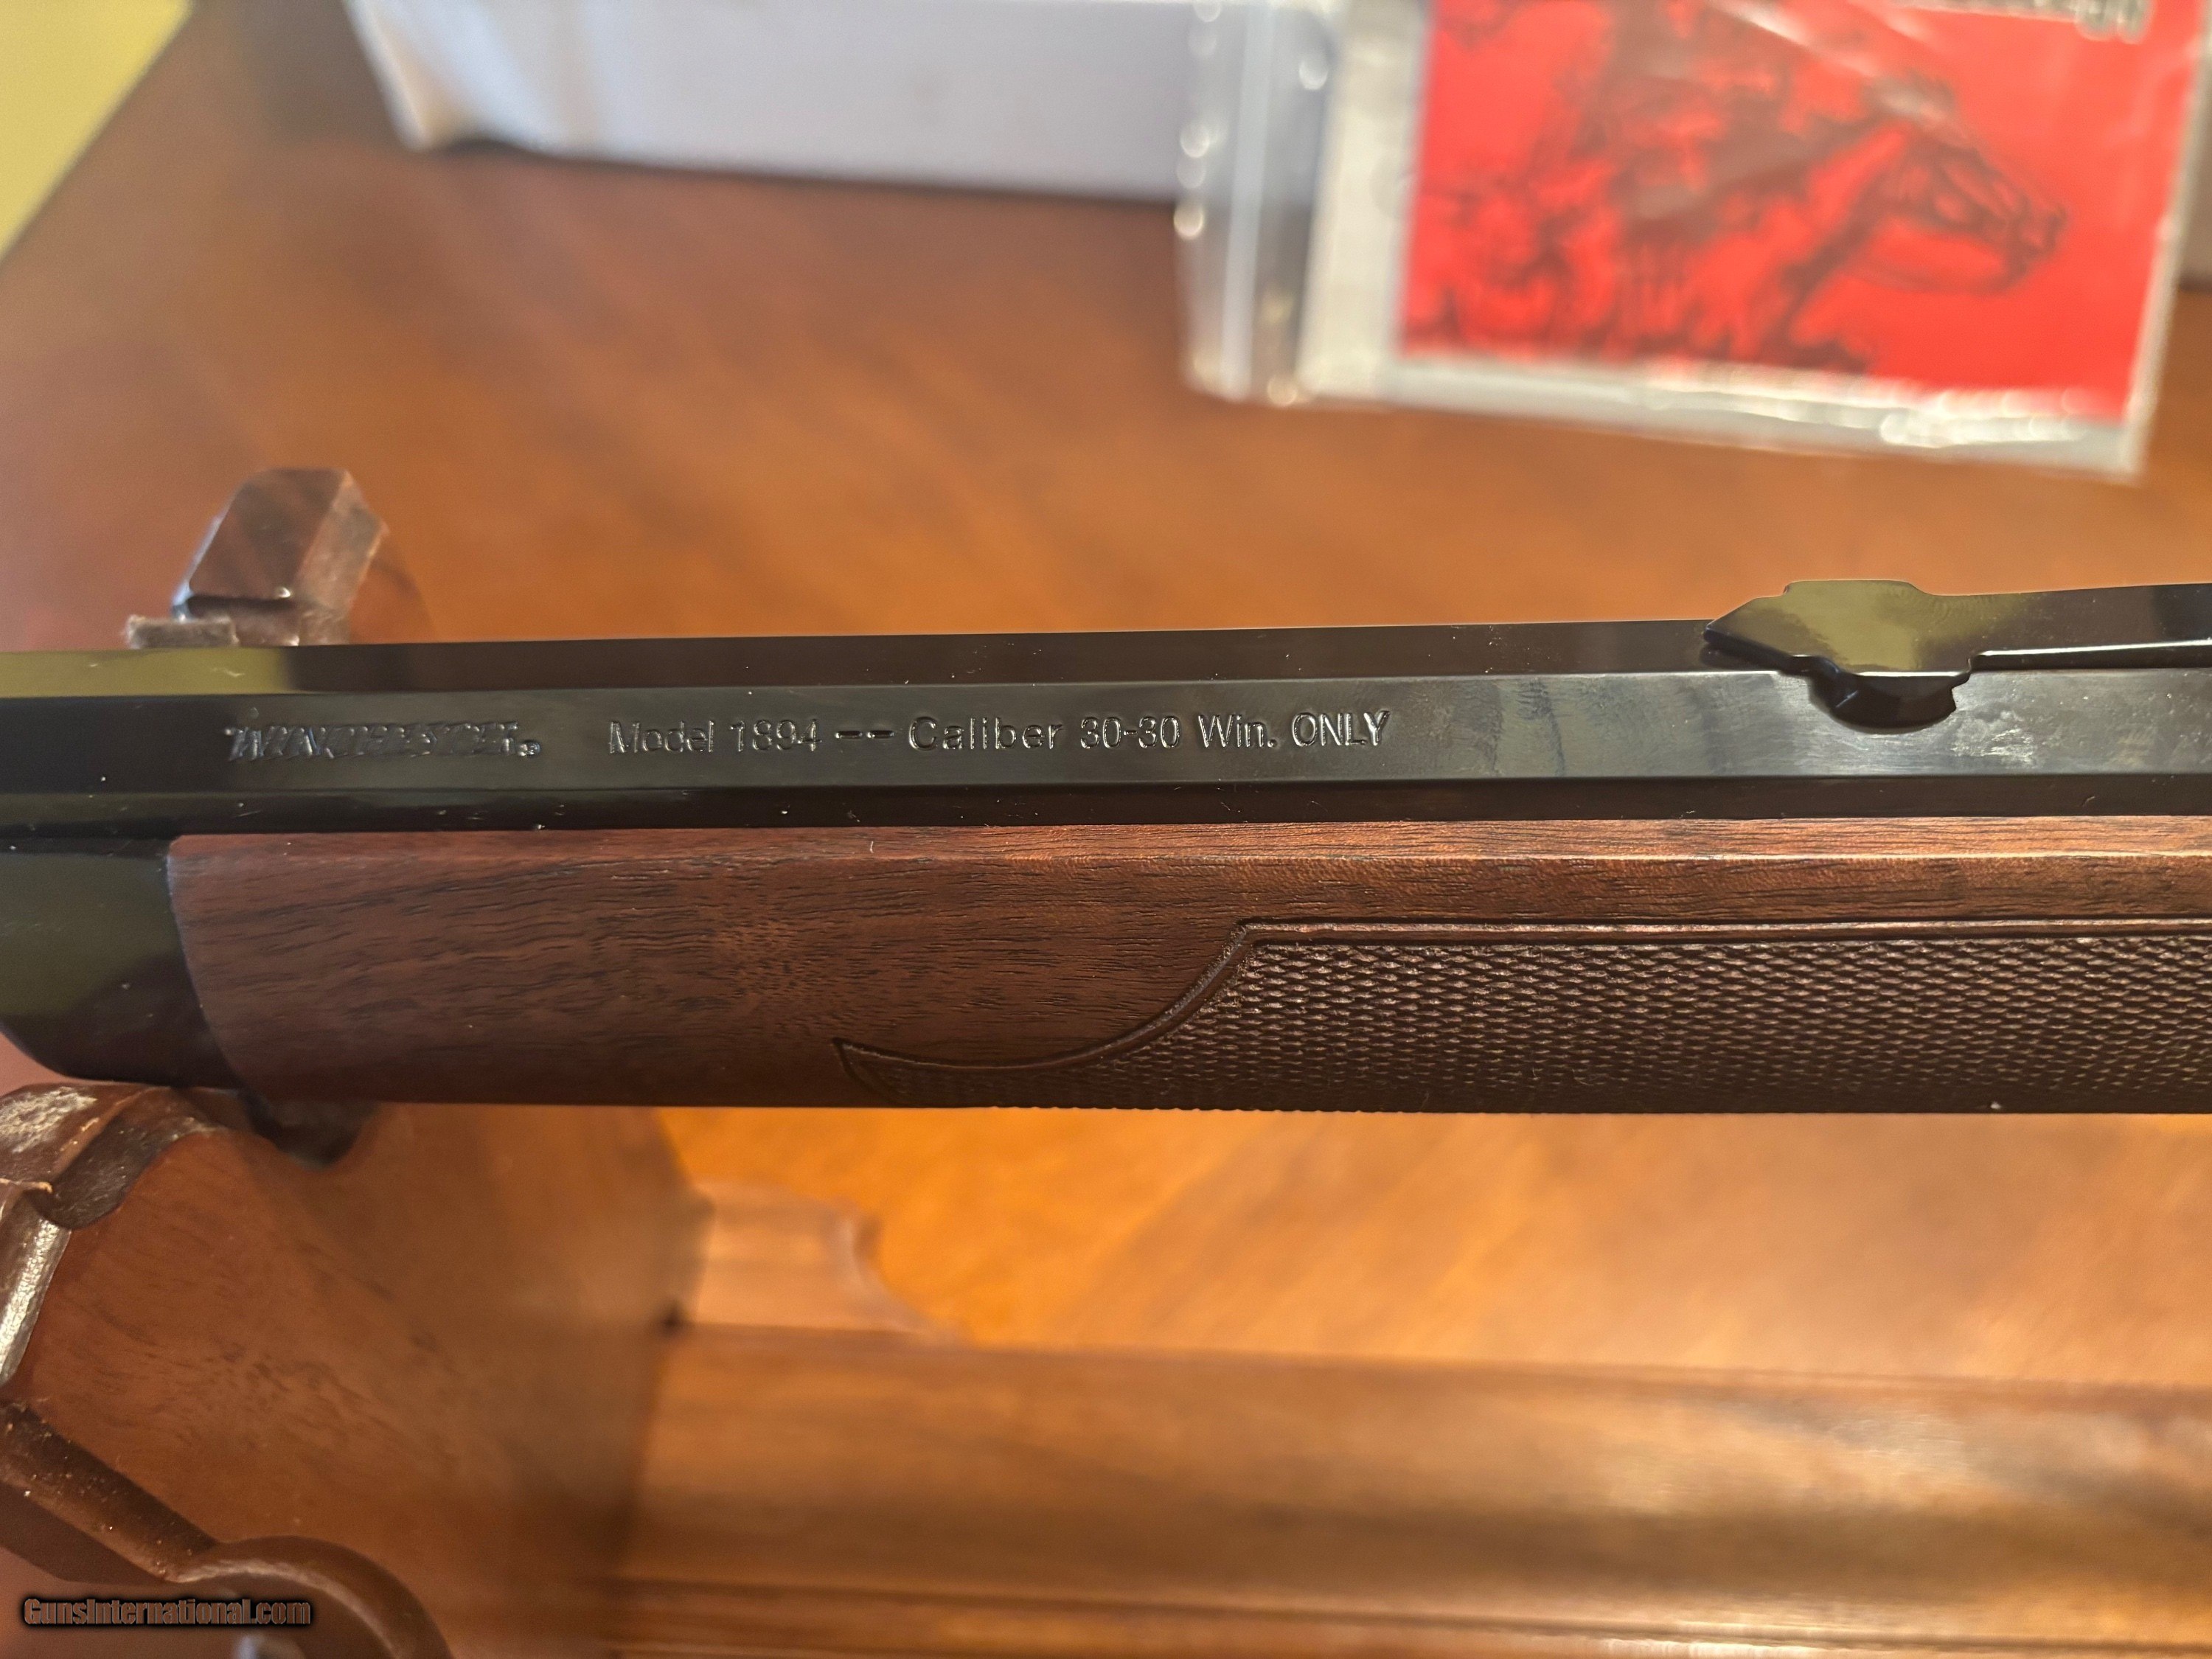 WINCHESTER® Model 1894 -- Caliber 30-30 Win. ONLY
GunsInternational.com